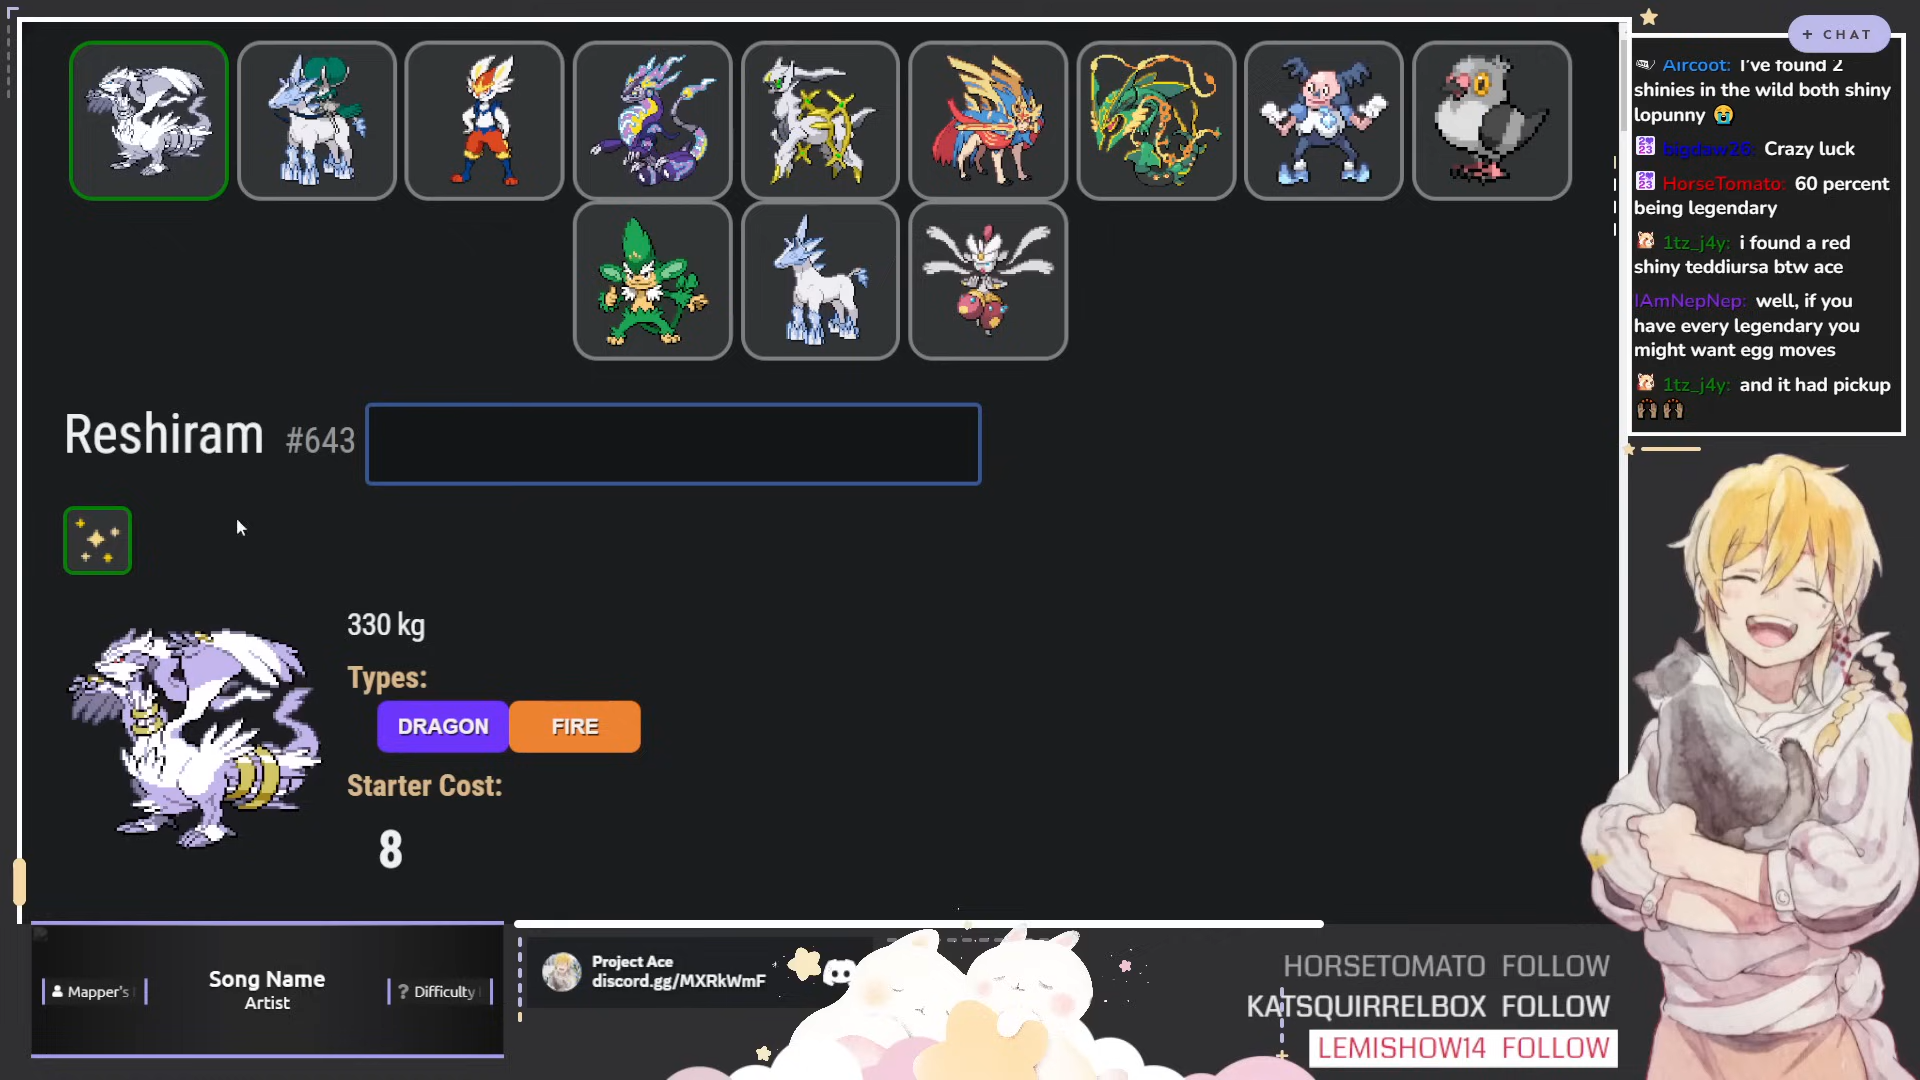 + CHAT
Aircoot: I've found 2
shinies in the wild both shiny
lopunny
bigdaw26: Crazy luck
HorseTomato: 60 percent
being legendary
1tz_j4y: i found a red
shiny teddiursa btw ace
IAmNepNep: well, if you
have every legendary you
might want egg moves
1tz_j4y: and it had pickup
Reshiram #643
330 kg
Types:
DRAGON FIRE
Starter Cost:
8
Mapper's
Song Name
Artist
? Difficulty
Project Ace
discord.gg/MXRkWmF
HORSETOMATO FOLLOW
KATSQUIRRELBOX FOLLOW
LEMISHOW14 FOLLOW